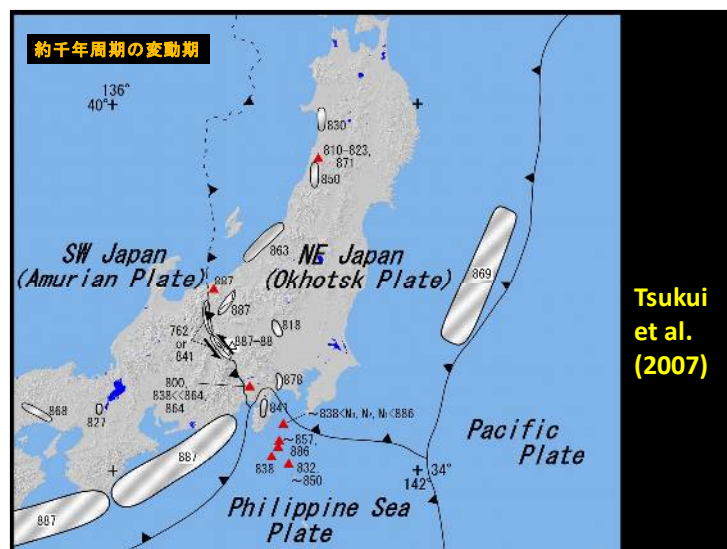 約千年周期の変動期
136°
40°
830
810-823,
871
850
SW Japan
(Amurian Plate)
863
NE Japan
(Okhotsk Plate)
869
887
887
762
or
841
818
887-88
800,
838<<864,
864
878
841
～838<N₁, N₂, N₃<886
868
827
～857,
886
838
832,
～850
887
887
34°
142°
Pacific
Plate
Philippine Sea
Plate
Tsukui
et al.
(2007)